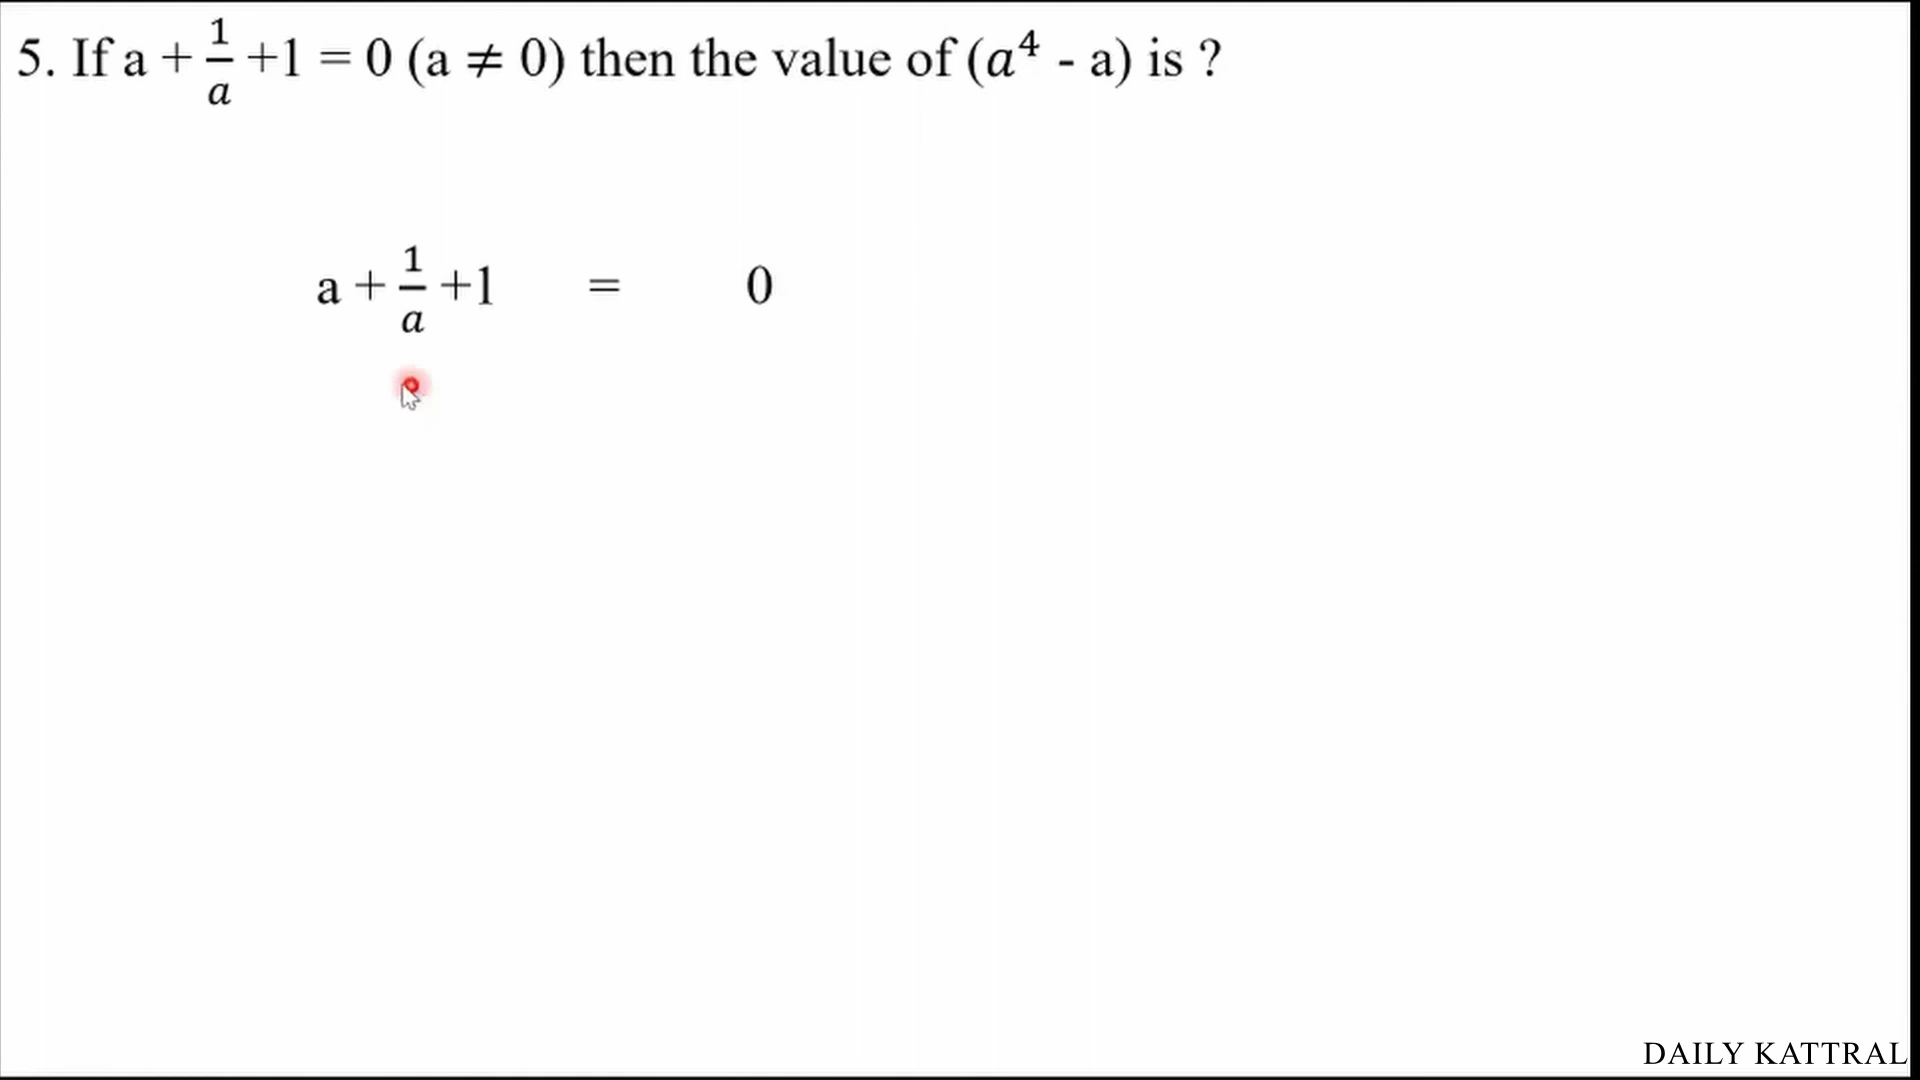 5. If a + 1/a +1 = 0 (a ≠ 0) then the value of (a⁴ - a) is ?
a + 1/a +1 = 0
DAILY KATTRAL